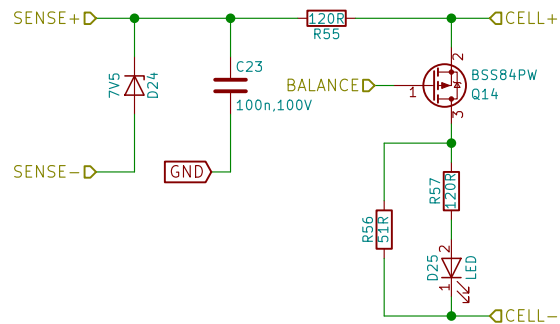 SENSE+
120R
R55
CELL+
7V5
D24
C23
100n,100V
BALANCE
1
2
BSS84PW
Q14
3
SENSE-
GND
R56
51R
R57
120R
D25
2
1
LED
CELL-